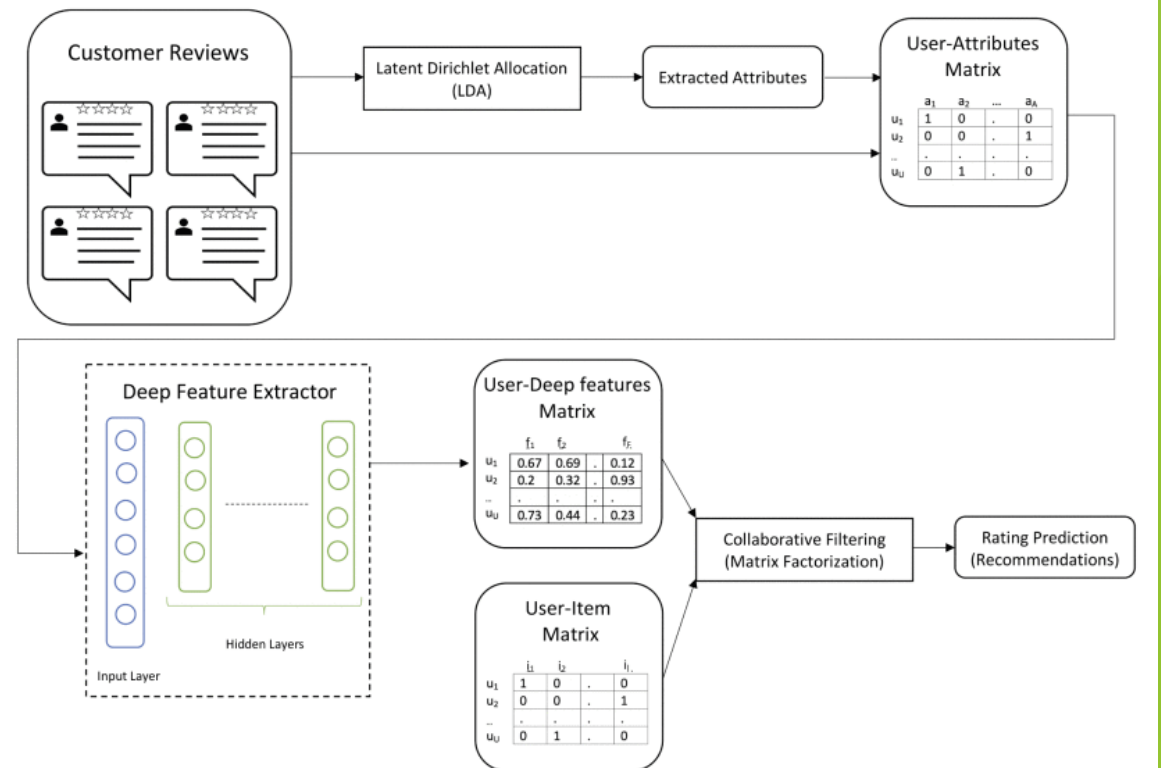 Customer Reviews
Latent Dirichlet Allocation
(LDA)
Extracted Attributes
User-Attributes
Matrix
a1 a2 ... aA
u1 1 0 . 0
u2 0 0 . 1
.. . . . .
uU 0 1 . 0
Deep Feature Extractor
Input Layer
Hidden Layers
User-Deep features
Matrix
f1 f2 fF.
u1 0.67 0.69 . 0.12
u2 0.2 0.32 . 0.93
.. . . . .
uU 0.73 0.44 . 0.23
User-Item
Matrix
i1 i2 iI.
u1 1 0 . 0
u2 0 0 . 1
.. . . . .
uU 0 1 . 0
Collaborative Filtering
(Matrix Factorization)
Rating Prediction
(Recommendations)